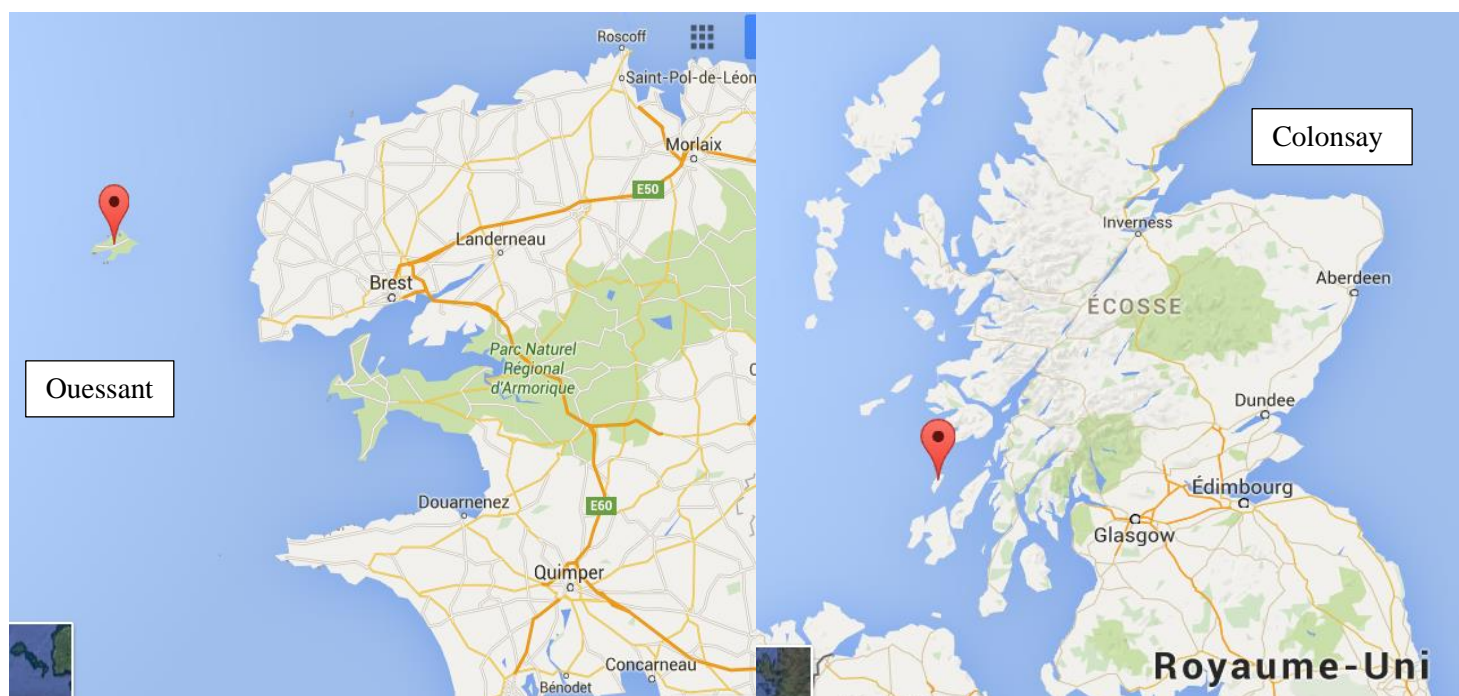 Roscoff
Saint-Pol-de-Léon
Morlaix
E50
Landerneau
Brest
Parc Naturel
Régional
d'Armorique
Ouessant
Douarnenez
E60
Quimper
Concarneau
Bénodet
Colonsay
Inverness
Aberdeen
ÉCOSSE
Dundee
Édimbourg
Glasgow
Royaume-Uni